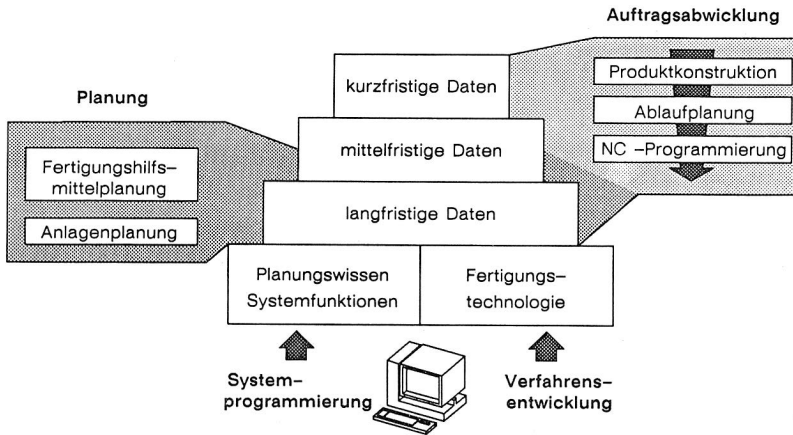 Auftragsabwicklung
Produktkonstruktion
Ablaufplanung
NC –Programmierung
Planung
Fertigungshilfs–
mittelplanung
Anlagenplanung
kurzfristige Daten
mittelfristige Daten
langfristige Daten
Planungswissen
Systemfunktionen
Fertigungs–
technologie
System–
programmierung
Verfahrens–
entwicklung